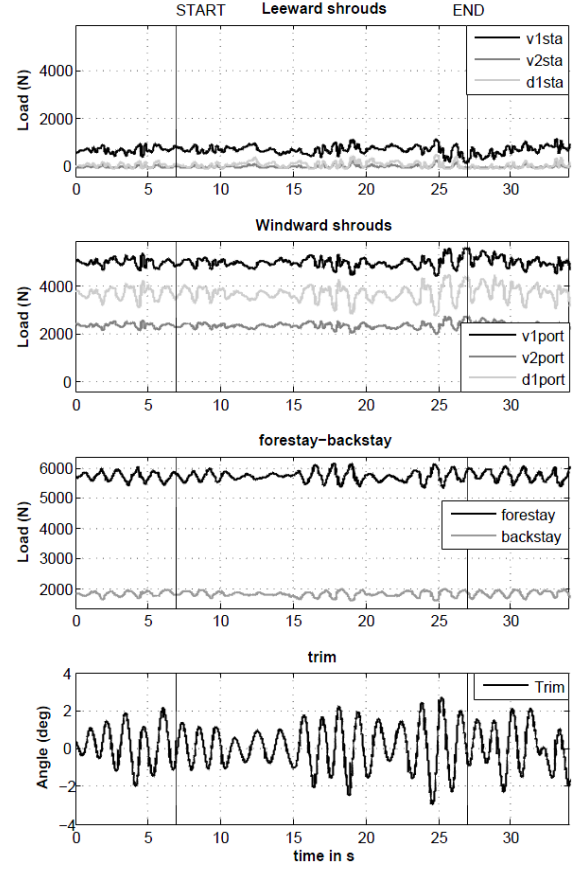 START Leeward shrouds END
Load (N)
4000
2000
0
v1sta
v2sta
d1sta
0 5 10 15 20 25 30
Windward shrouds
Load (N)
4000
2000
0
v1port
v2port
d1port
0 5 10 15 20 25 30
forestay-backstay
Load (N)
6000
5000
4000
3000
2000
forestay
backstay
0 5 10 15 20 25 30
trim
Angle (deg)
4
2
0
−2
−4
Trim
0 5 10 15 20 25 30
time in s